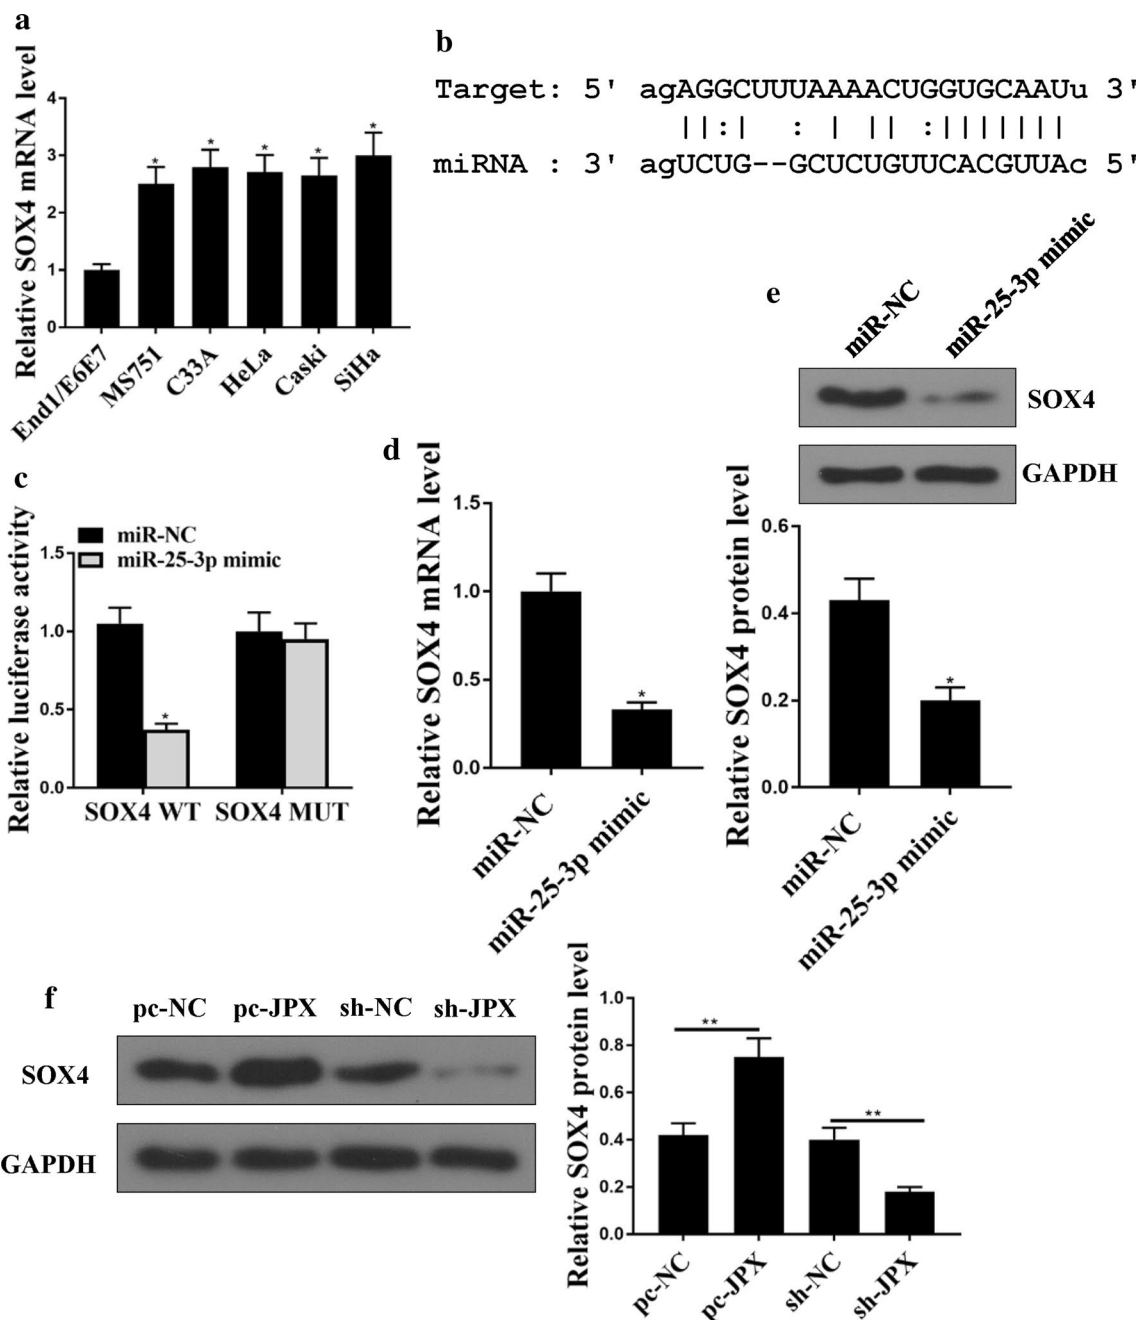 a
Relative SOX4 mRNA level
4
3
2
1
0
*
*
*
*
*
End1/E6E7
MS751
C33A
HeLa
Caski
SiHa
b
Target: 5' agAGGCUUUAAAACUGGUGCAAUu 3'
||:| : | || :|||||||
miRNA : 3' agUCUG--GCUCUGUUCACGUUAc 5'
c
Relative luciferase activity
miR-NC
miR-25-3p mimic
1.5
1.0
0.5
0.0
*
SOX4 WT
SOX4 MUT
d
Relative SOX4 mRNA level
1.5
1.0
0.5
0.0
*
miR-NC
miR-25-3p mimic
e
miR-NC
miR-25-3p mimic
SOX4
GAPDH
Relative SOX4 protein level
0.6
0.4
0.2
0.0
*
miR-NC
miR-25-3p mimic
f
pc-NC pc-JPX sh-NC sh-JPX
SOX4
GAPDH
Relative SOX4 protein level
1.0
0.8
0.6
0.4
0.2
0.0
**
**
pc-NC
pc-JPX
sh-NC
sh-JPX